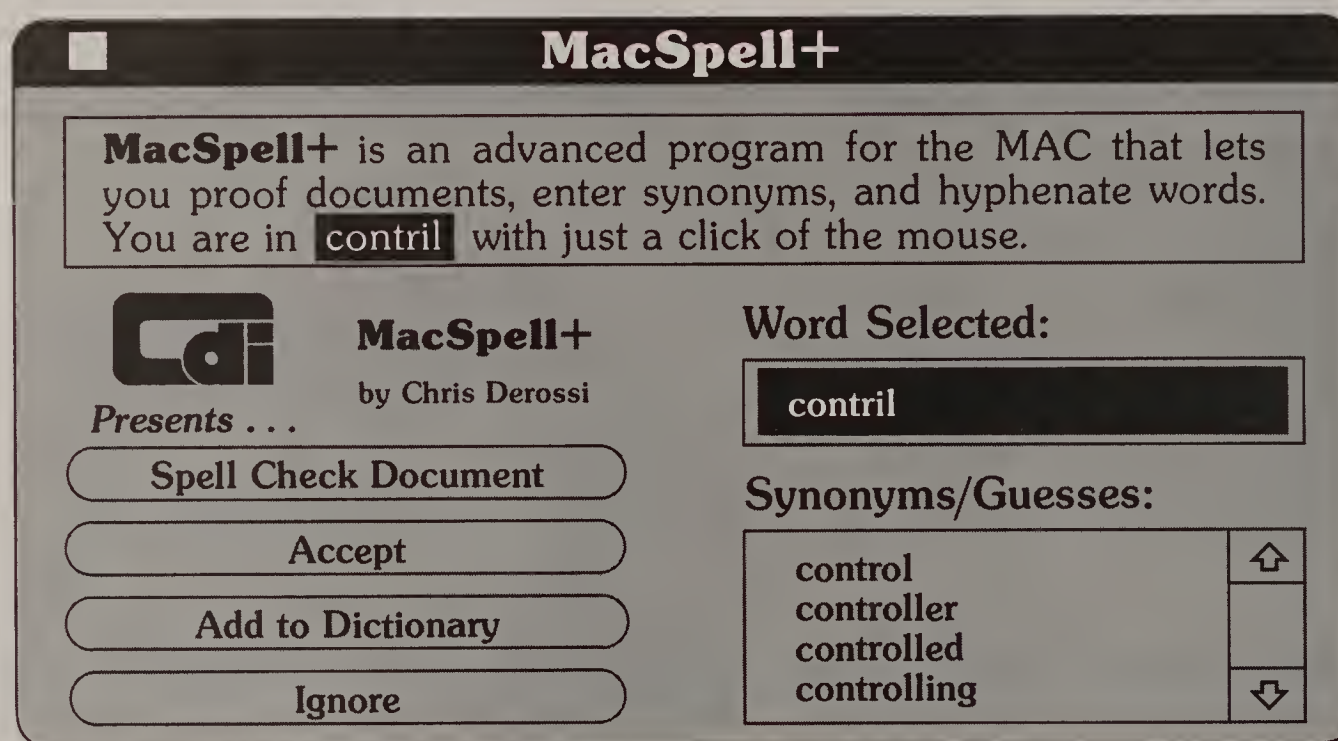 MacSpell+
MacSpell+ is an advanced program for the MAC that lets
you proof documents, enter synonyms, and hyphenate words.
You are in contril with just a click of the mouse.
Cdi
Presents . . .
MacSpell+
by Chris Derossi
Spell Check Document
Accept
Add to Dictionary
Ignore
Word Selected:
contril
Synonyms/Guesses:
control
controller
controlled
controlling